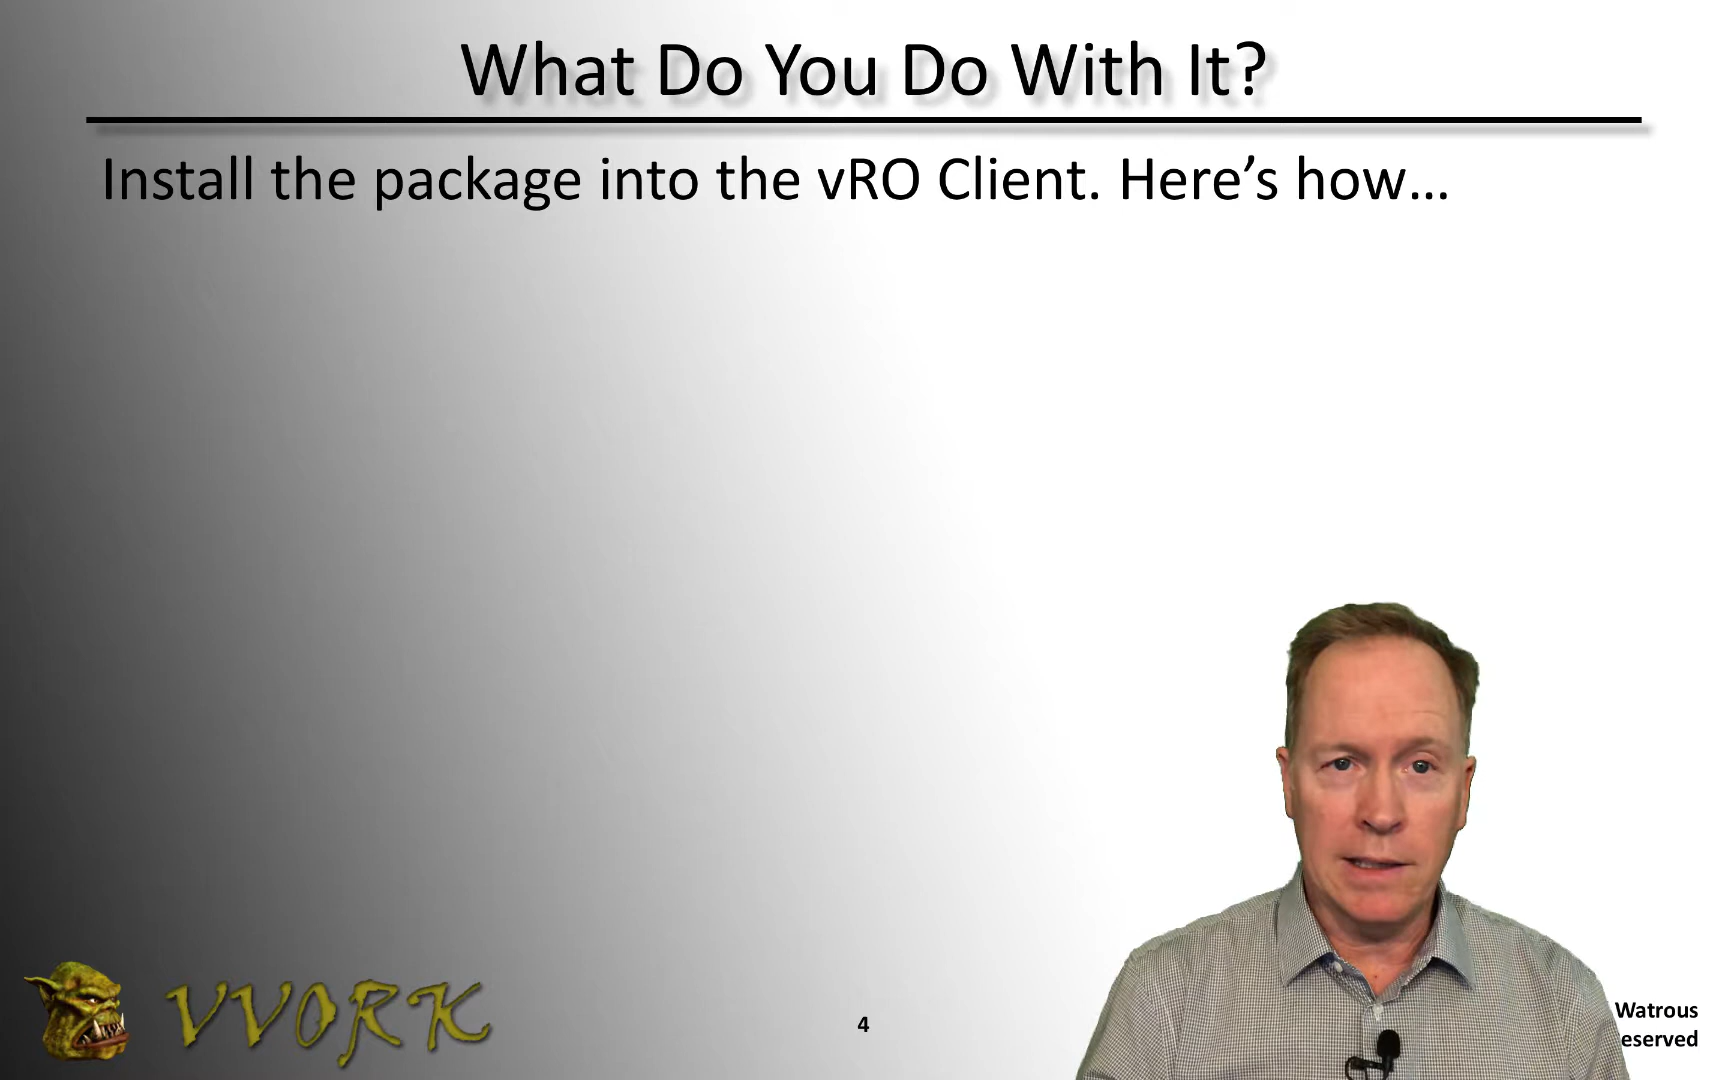 What Do You Do With It?
Install the package into the vRO Client. Here’s how…
VVORK
4
Watrous
eserved